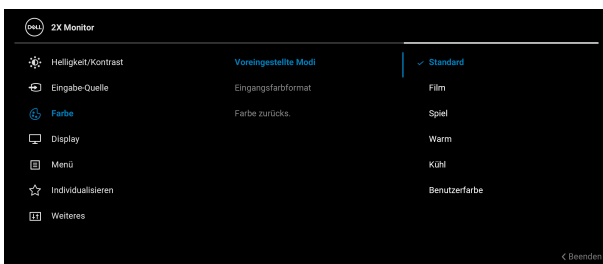 DELL 2X Monitor
Helligkeit/Kontrast
Eingabe-Quelle
Farbe
Display
Menü
Individualisieren
Weiteres
Voreingestellte Modi
Eingangsfarbformat
Farbe zurücks.
Standard
Film
Spiel
Warm
Kühl
Benutzerfarbe
Beenden